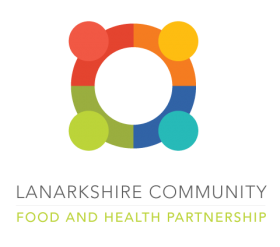 LANARKSHIRE COMMUNITY
FOOD AND HEALTH PARTNERSHIP